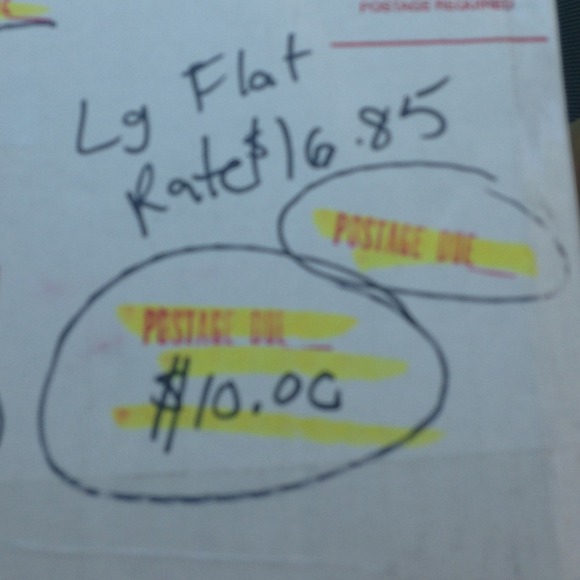 POSTAGE REQUIRED
Lg Flat
Rate $16.85
POSTAGE DUE
POSTAGE DUE
$10.00